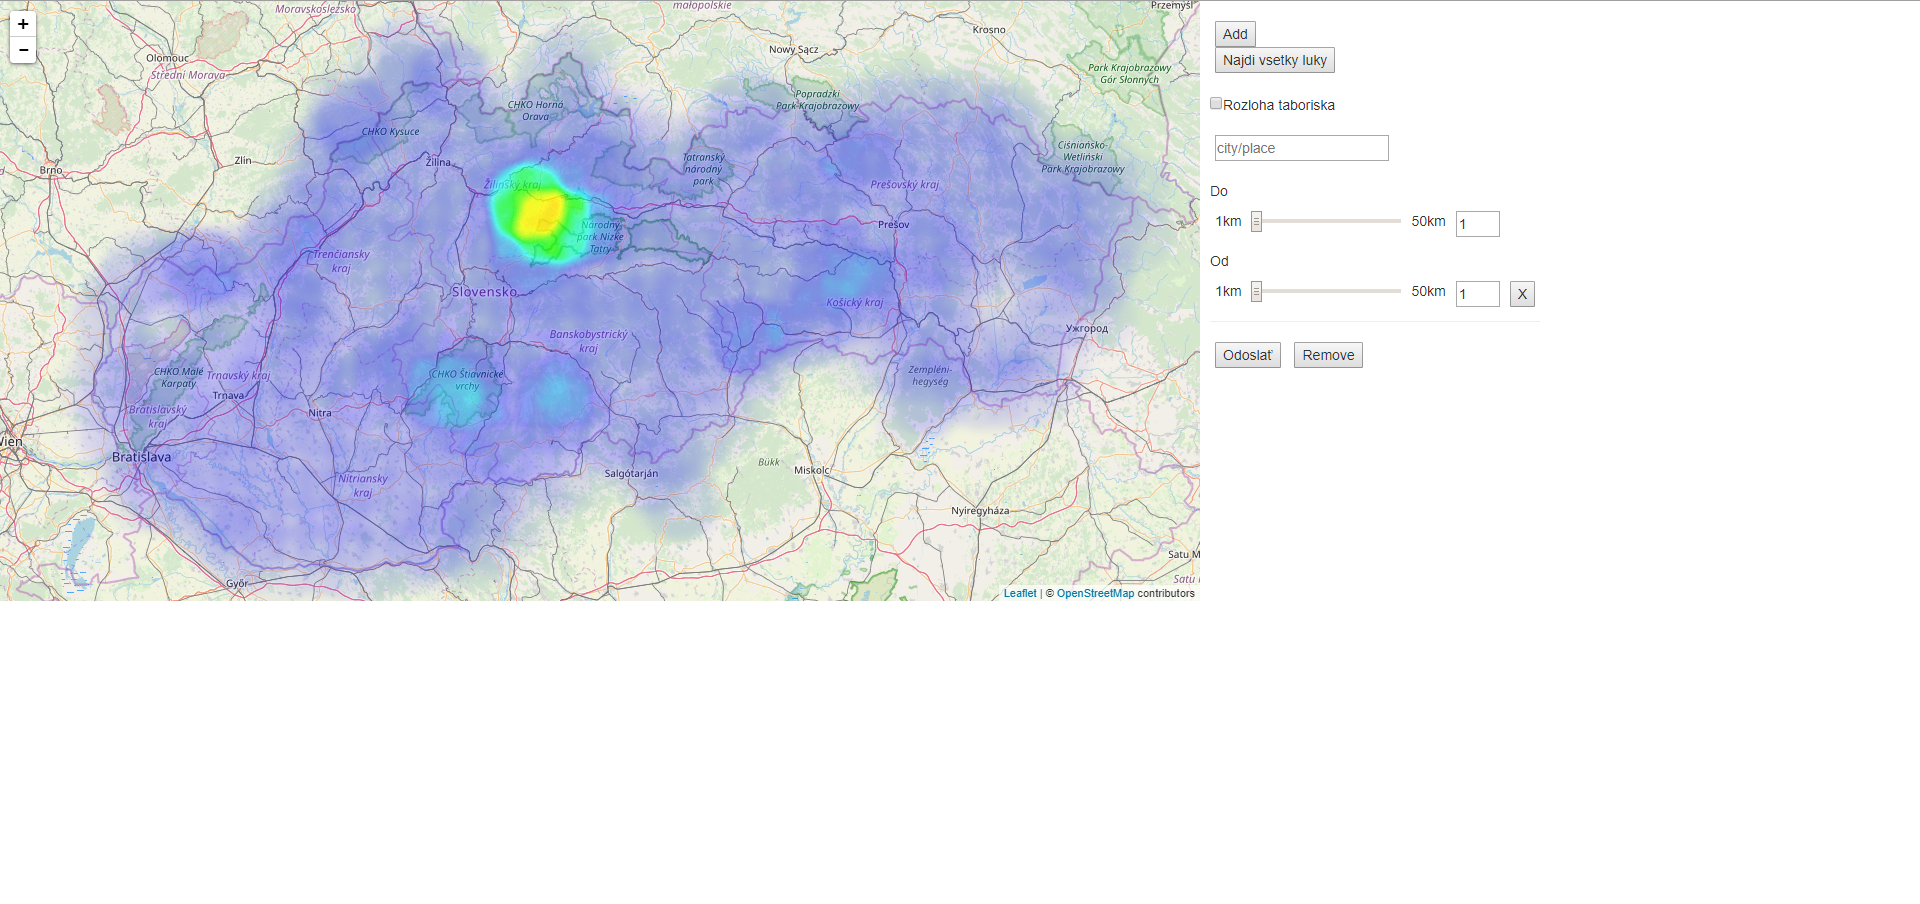 +
−
Moravskoslezsko
małopolskie
Przemyśl
Krosno
Nowy Sącz
Olomouc
Střední Morava
Park Krajobrazowy
Gór Słonnych
Popradzki
Park Krajobrazowy
CHKO Horná
Orava
CHKO Kysuce
Ciśniańsko-
Wetliński
Park Krajobrazowy
Zlín
Žilina
Tatranský
národný
park
Brno
Žilinský kraj
Prešovský kraj
Národný
park Nízke
Tatry
Prešov
Trenčiansky
kraj
Slovensko
Košický kraj
Banskobystrický
kraj
Ужгород
CHKO Malé
Karpaty
Trnavský kraj
CHKO Štiavnické
vrchy
Zempléni-
hegység
Trnava
Bratislavský
kraj
Nitra
Wien
Bratislava
Bükk
Miskolc
Salgótarján
Nitriansky
kraj
Nyíregyháza
Satu M
Győr
Satu
Leaflet | © OpenStreetMap contributors
Add
Najdi vsetky luky
Rozloha taboriska
city/place
Do
1km 50km 1
Od
1km 50km 1 X
Odoslať Remove